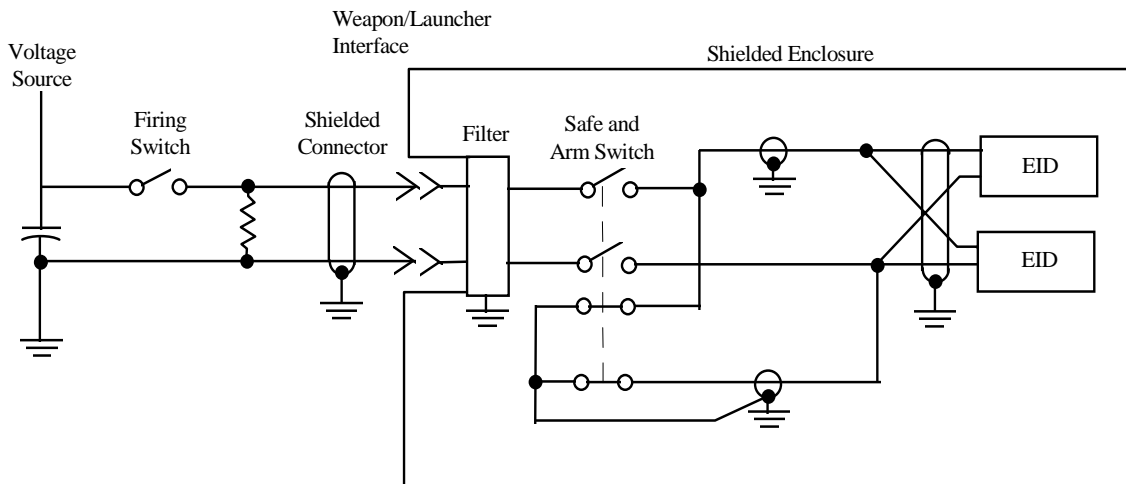 Weapon/Launcher
Interface
Voltage
Source
Shielded Enclosure
Firing
Switch
Shielded
Connector
Filter
Safe and
Arm Switch
EID
EID